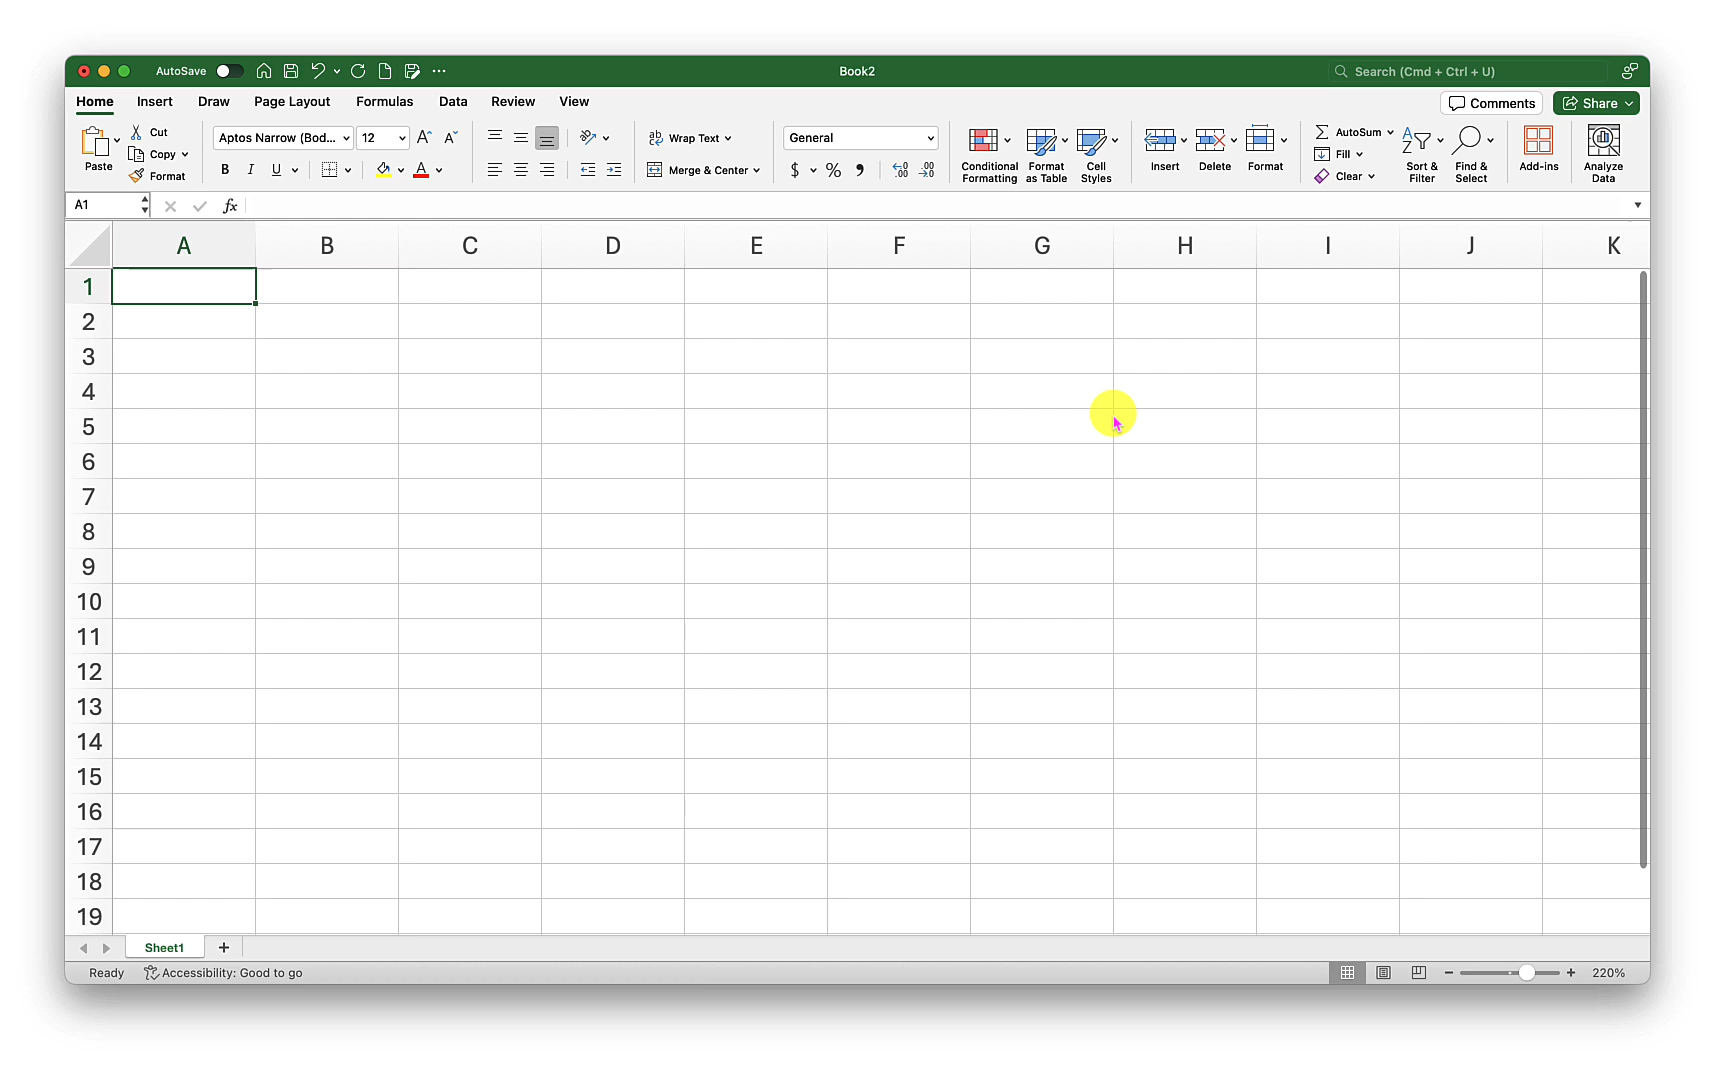 AutoSave
Book2
Search (Cmd + Ctrl + U)
Home Insert Draw Page Layout Formulas Data Review View
Comments Share
Paste
Cut
Copy
Format
Aptos Narrow (Bod... 12
B I U
ab Wrap Text
Merge & Center
General
$ % ,
Conditional Formatting
Format as Table
Cell Styles
Insert
Delete
Format
AutoSum
Fill
Clear
Sort & Filter
Find & Select
Add-ins
Analyze Data
A1
fx
A B C D E F G H I J K
1
2
3
4
5
6
7
8
9
10
11
12
13
14
15
16
17
18
19
Sheet1 +
Ready Accessibility: Good to go
220%